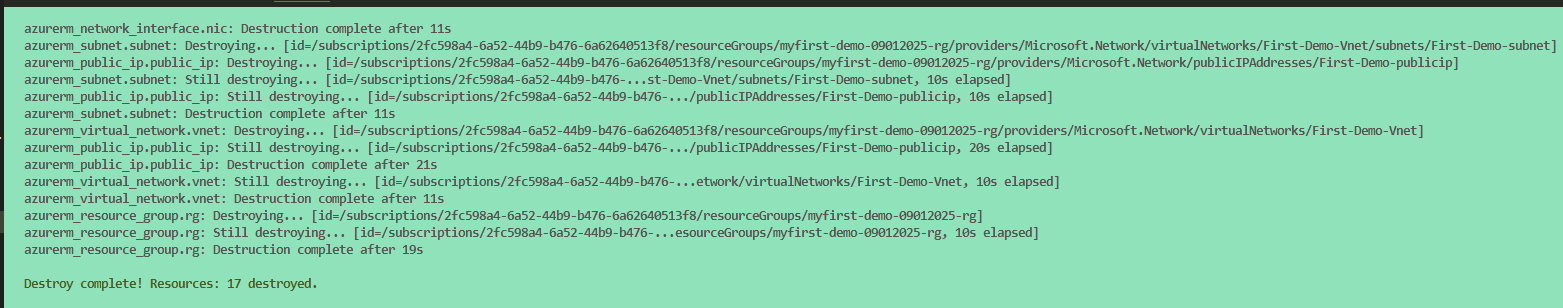 azurerm_network_interface.nic: Destruction complete after 11s
azurerm_subnet.subnet: Destroying... [id=/subscriptions/2fc598a4-6a52-44b9-b476-6a62640513f8/resourceGroups/myfirst-demo-09012025-rg/providers/Microsoft.Network/virtualNetworks/First-Demo-Vnet/subnets/First-Demo-subnet]
azurerm_public_ip.public_ip: Destroying... [id=/subscriptions/2fc598a4-6a52-44b9-b476-6a62640513f8/resourceGroups/myfirst-demo-09012025-rg/providers/Microsoft.Network/publicIPAddresses/First-Demo-publicip]
azurerm_subnet.subnet: Still destroying... [id=/subscriptions/2fc598a4-6a52-44b9-b476-...st-Demo-Vnet/subnets/First-Demo-subnet, 10s elapsed]
azurerm_public_ip.public_ip: Still destroying... [id=/subscriptions/2fc598a4-6a52-44b9-b476-.../publicIPAddresses/First-Demo-publicip, 10s elapsed]
azurerm_subnet.subnet: Destruction complete after 11s
azurerm_virtual_network.vnet: Destroying... [id=/subscriptions/2fc598a4-6a52-44b9-b476-6a62640513f8/resourceGroups/myfirst-demo-09012025-rg/providers/Microsoft.Network/virtualNetworks/First-Demo-Vnet]
azurerm_public_ip.public_ip: Still destroying... [id=/subscriptions/2fc598a4-6a52-44b9-b476-.../publicIPAddresses/First-Demo-publicip, 20s elapsed]
azurerm_public_ip.public_ip: Destruction complete after 21s
azurerm_virtual_network.vnet: Still destroying... [id=/subscriptions/2fc598a4-6a52-44b9-b476-...etwork/virtualNetworks/First-Demo-Vnet, 10s elapsed]
azurerm_virtual_network.vnet: Destruction complete after 11s
azurerm_resource_group.rg: Destroying... [id=/subscriptions/2fc598a4-6a52-44b9-b476-6a62640513f8/resourceGroups/myfirst-demo-09012025-rg]
azurerm_resource_group.rg: Still destroying... [id=/subscriptions/2fc598a4-6a52-44b9-b476-...esourceGroups/myfirst-demo-09012025-rg, 10s elapsed]
azurerm_resource_group.rg: Destruction complete after 19s
Destroy complete! Resources: 17 destroyed.